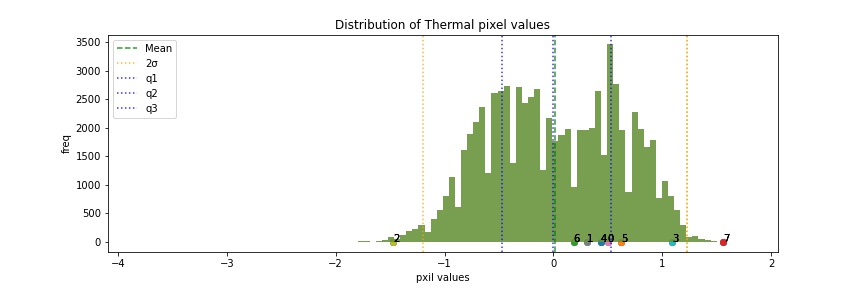 Distribution of Thermal pixel values
Mean
2σ
q1
q2
q3
freq
3500
3000
2500
2000
1500
1000
500
0
2 6 1 4 0 5 3 7
−4 −3 −2 −1 0 1 2
pxil values